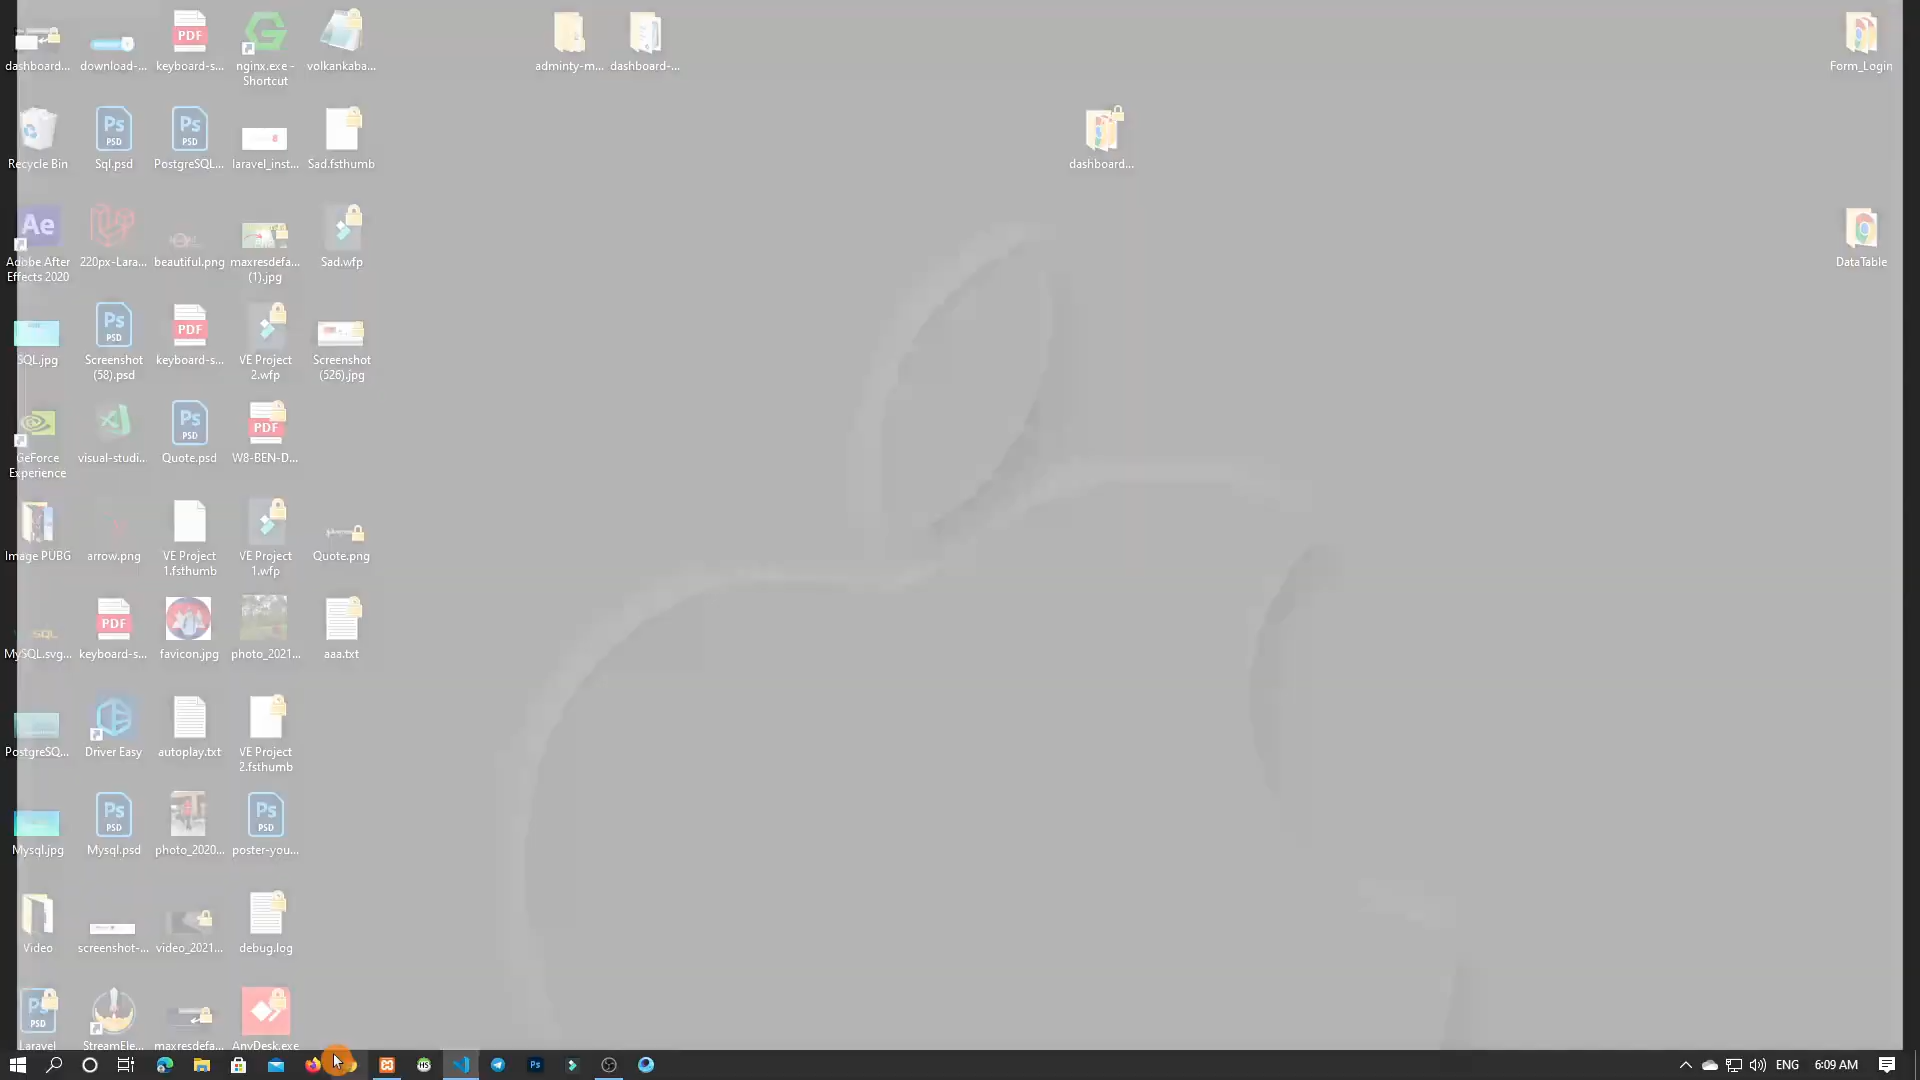 dashboard...
download-...
keyboard-s...
nginx.exe -
Shortcut
volkankaba...
adminty-m...
dashboard-...
Form_Login
Recycle Bin
Sql.psd
PostgreSQL...
laravel_inst...
Sad.fsthumb
dashboard...
Adobe After
Effects 2020
220px-Lara...
beautiful.png
maxresdefa...
(1).jpg
Sad.wfp
DataTable
SQL.jpg
Screenshot
(58).psd
keyboard-s...
VE Project
2.wfp
Screenshot
(526).jpg
GeForce
Experience
visual-studi...
Quote.psd
W8-BEN-D...
Image PUBG
arrow.png
VE Project
1.fsthumb
VE Project
1.wfp
Quote.png
MySQL.svg...
keyboard-s...
favicon.jpg
photo_2021...
aaa.txt
PostgreSQ...
Driver Easy
autoplay.txt
VE Project
2.fsthumb
Mysql.jpg
Mysql.psd
photo_2020...
poster-you...
Video
screenshot-...
video_2021...
debug.log
Laravel
StreamEle...
maxresdefa...
AnyDesk.exe
ENG
6:09 AM